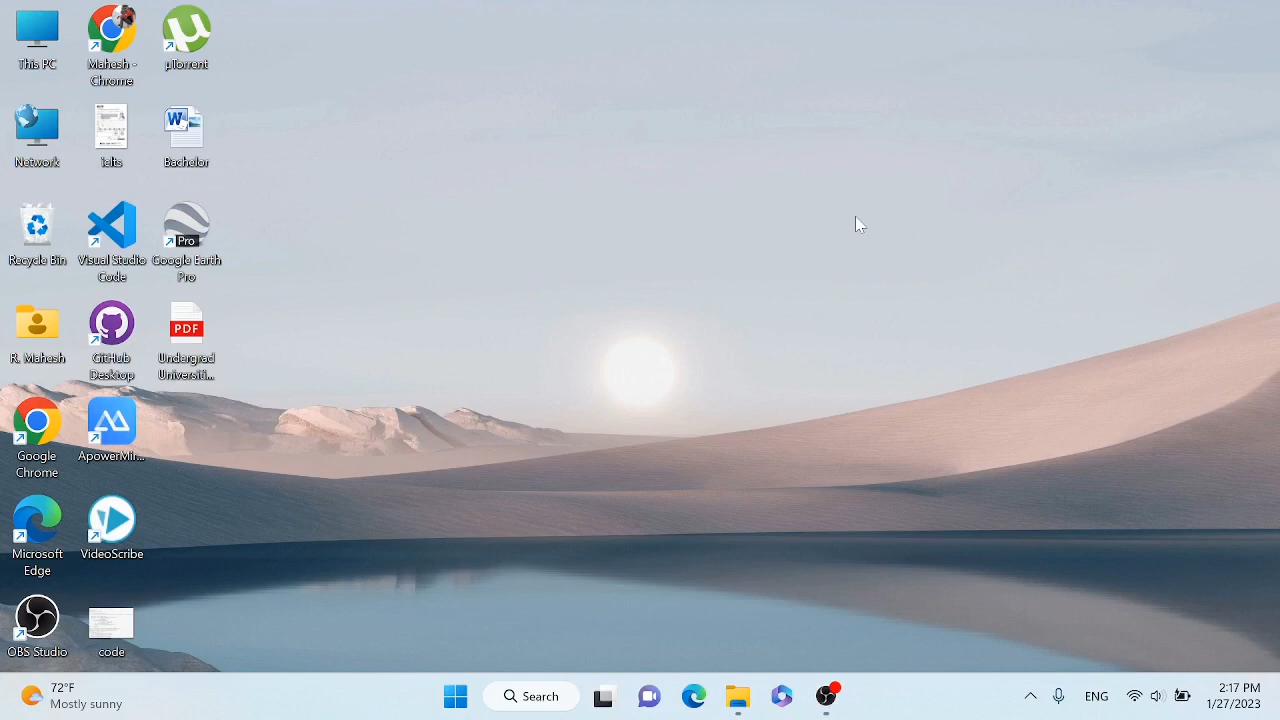 This PC
Mahesh -
Chrome
µTorrent
Network
ielts
W
Bachelor
Recycle Bin
Visual Studio
Code
Pro
Google Earth
Pro
R. Mahesh
GitHub
Desktop
PDF
Undergrad
Universiti...
Google
Chrome
ApowerMir...
Microsoft
Edge
VideoScribe
OBS Studio
code
72°F
Mostly sunny
Search
ENG
2:17 PM
1/27/2023